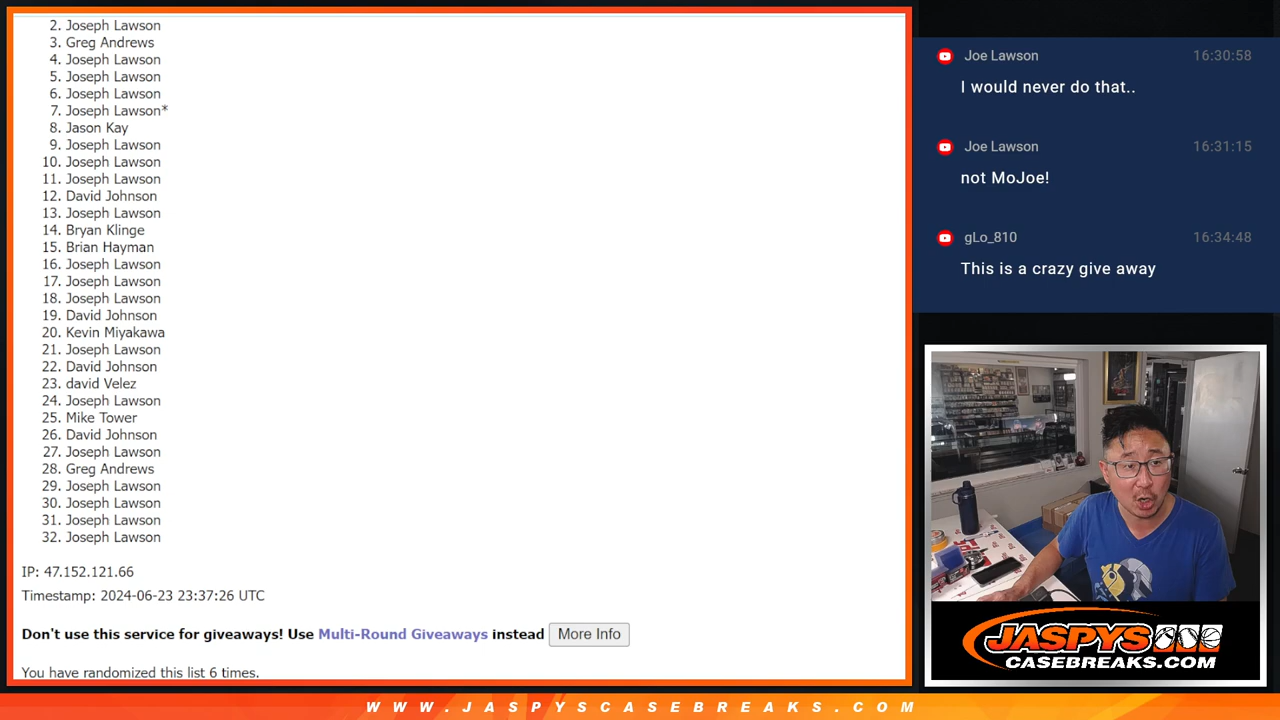 2. Joseph Lawson
3. Greg Andrews
4. Joseph Lawson
5. Joseph Lawson
6. Joseph Lawson
7. Joseph Lawson*
8. Jason Kay
9. Joseph Lawson
10. Joseph Lawson
11. Joseph Lawson
12. David Johnson
13. Joseph Lawson
14. Bryan Klinge
15. Brian Hayman
16. Joseph Lawson
17. Joseph Lawson
18. Joseph Lawson
19. David Johnson
20. Kevin Miyakawa
21. Joseph Lawson
22. David Johnson
23. david Velez
24. Joseph Lawson
25. Mike Tower
26. David Johnson
27. Joseph Lawson
28. Greg Andrews
29. Joseph Lawson
30. Joseph Lawson
31. Joseph Lawson
32. Joseph Lawson
IP: 47.152.121.66
Timestamp: 2024-06-23 23:37:26 UTC
Don't use this service for giveaways! Use Multi-Round Giveaways instead More Info
You have randomized this list 6 times.
Joe Lawson 16:30:58
I would never do that..
Joe Lawson 16:31:15
not MoJoe!
gLo_810 16:34:48
This is a crazy give away
JASPYS
CASEBREAKS.COM
WWW.JASPYSCASEBREAKS.COM